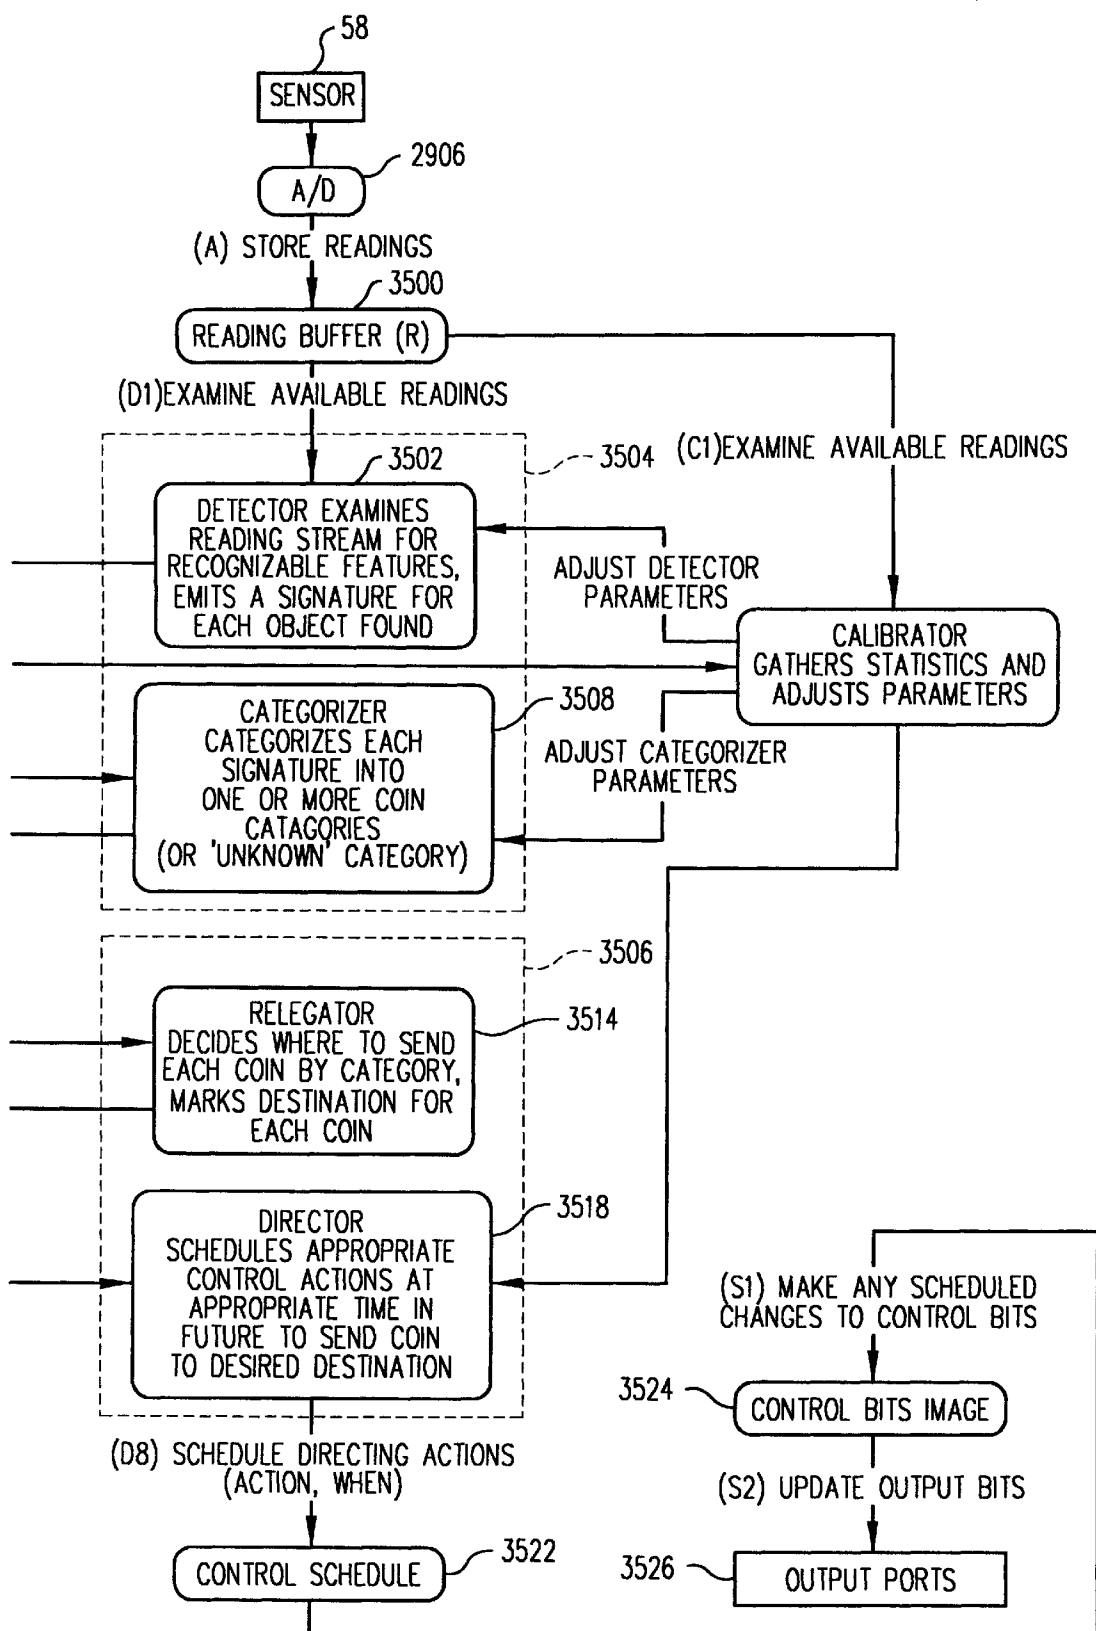 58
SENSOR
2906
A/D
(A) STORE READINGS
3500
READING BUFFER (R)
(D1)EXAMINE AVAILABLE READINGS
3504
(C1)EXAMINE AVAILABLE READINGS
3502
DETECTOR EXAMINES
READING STREAM FOR
RECOGNIZABLE FEATURES,
EMITS A SIGNATURE FOR
EACH OBJECT FOUND
ADJUST DETECTOR
PARAMETERS
CALIBRATOR
GATHERS STATISTICS AND
ADJUSTS PARAMETERS
3508
CATEGORIZER
CATEGORIZES EACH
SIGNATURE INTO
ONE OR MORE COIN
CATAGORIES
(OR 'UNKNOWN' CATEGORY)
ADJUST CATEGORIZER
PARAMETERS
3506
RELEGATOR
DECIDES WHERE TO SEND
EACH COIN BY CATEGORY,
MARKS DESTINATION FOR
EACH COIN
3514
3518
DIRECTOR
SCHEDULES APPROPRIATE
CONTROL ACTIONS AT
APPROPRIATE TIME IN
FUTURE TO SEND COIN
TO DESIRED DESTINATION
(S1) MAKE ANY SCHEDULED
CHANGES TO CONTROL BITS
3524
CONTROL BITS IMAGE
(D8) SCHEDULE DIRECTING ACTIONS
(ACTION, WHEN)
(S2) UPDATE OUTPUT BITS
3522
CONTROL SCHEDULE
3526
OUTPUT PORTS